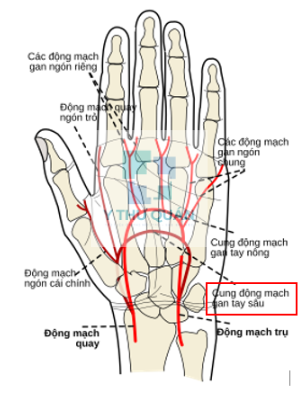 Các động mạch
gan ngón riêng
Động mạch quay
ngón trỏ
Các động mạch
gan ngón
chung
Y THƯ QUÁN
Cung động mạch
gan tay nông
Động mạch
ngón cái chính
Cung động mạch
gan tay sâu
Động mạch
quay
Động mạch trụ